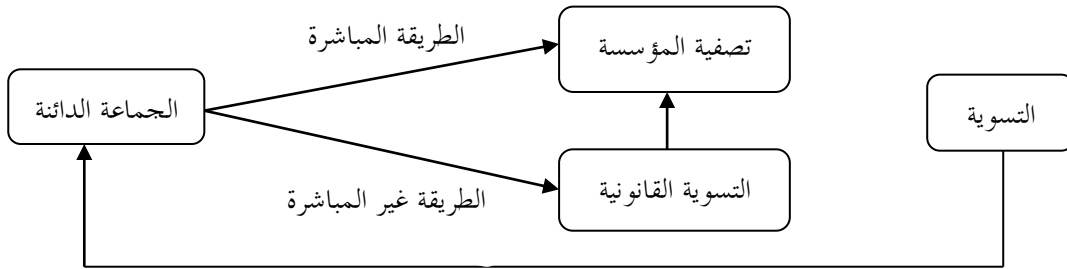 الطريقة المباشرة
تصفية المؤسسة
التسوية
الجماعة الدائنة
التسوية القانونية
الطريقة غير المباشرة